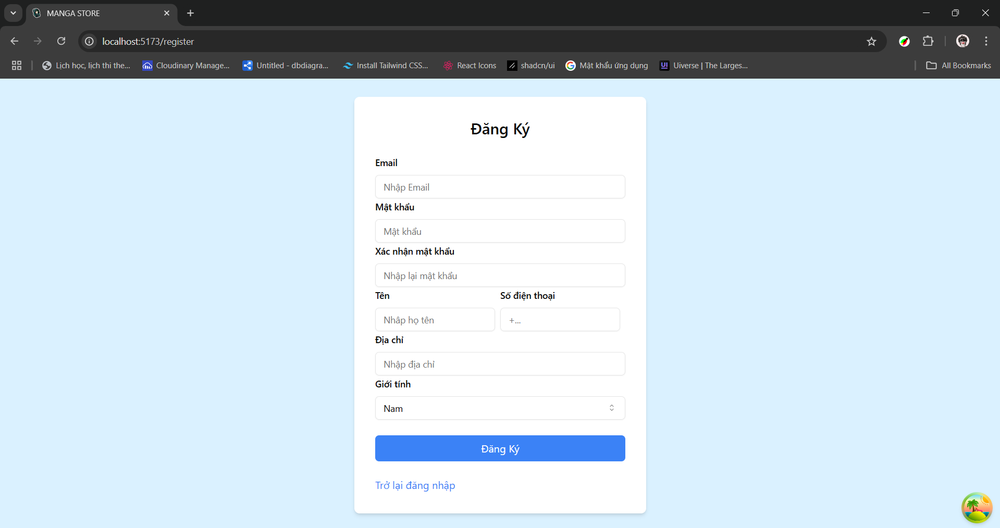 MANGA STORE
localhost:5173/register
Lịch học, lịch thi the...
Cloudinary Manage...
Untitled - dbdiagra...
Install Tailwind CSS...
React Icons
shadcn/ui
Mật khẩu ứng dụng
UI
Uiverse | The Larges...
All Bookmarks
Đăng Ký
Email
Nhập Email
Mật khẩu
Mật khẩu
Xác nhận mật khẩu
Nhập lại mật khẩu
Tên
Số điện thoại
Nhâp họ tên
+...
Địa chỉ
Nhập địa chỉ
Giới tính
Nam
Đăng Ký
Trở lại đăng nhập